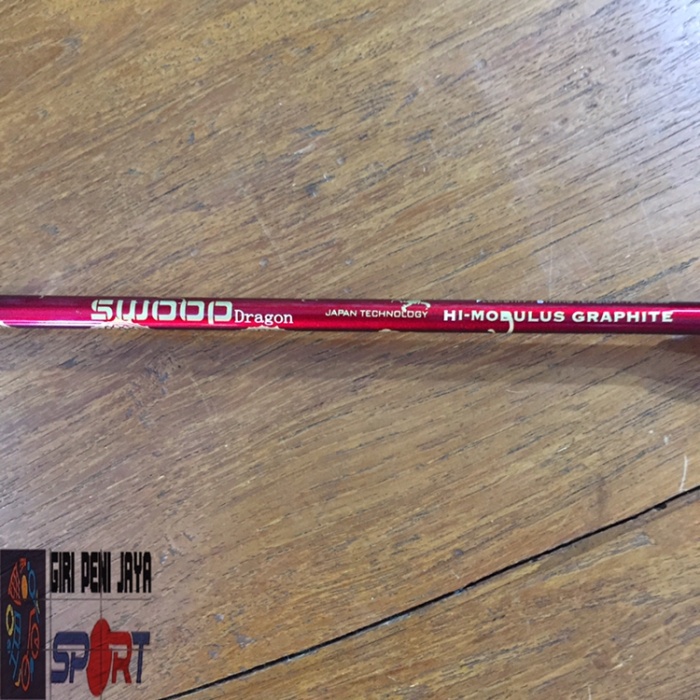 swoop Dragon JAPAN TECHNOLOGY HI-MODULUS GRAPHITE
GIRI PENI JAYA
SPORT